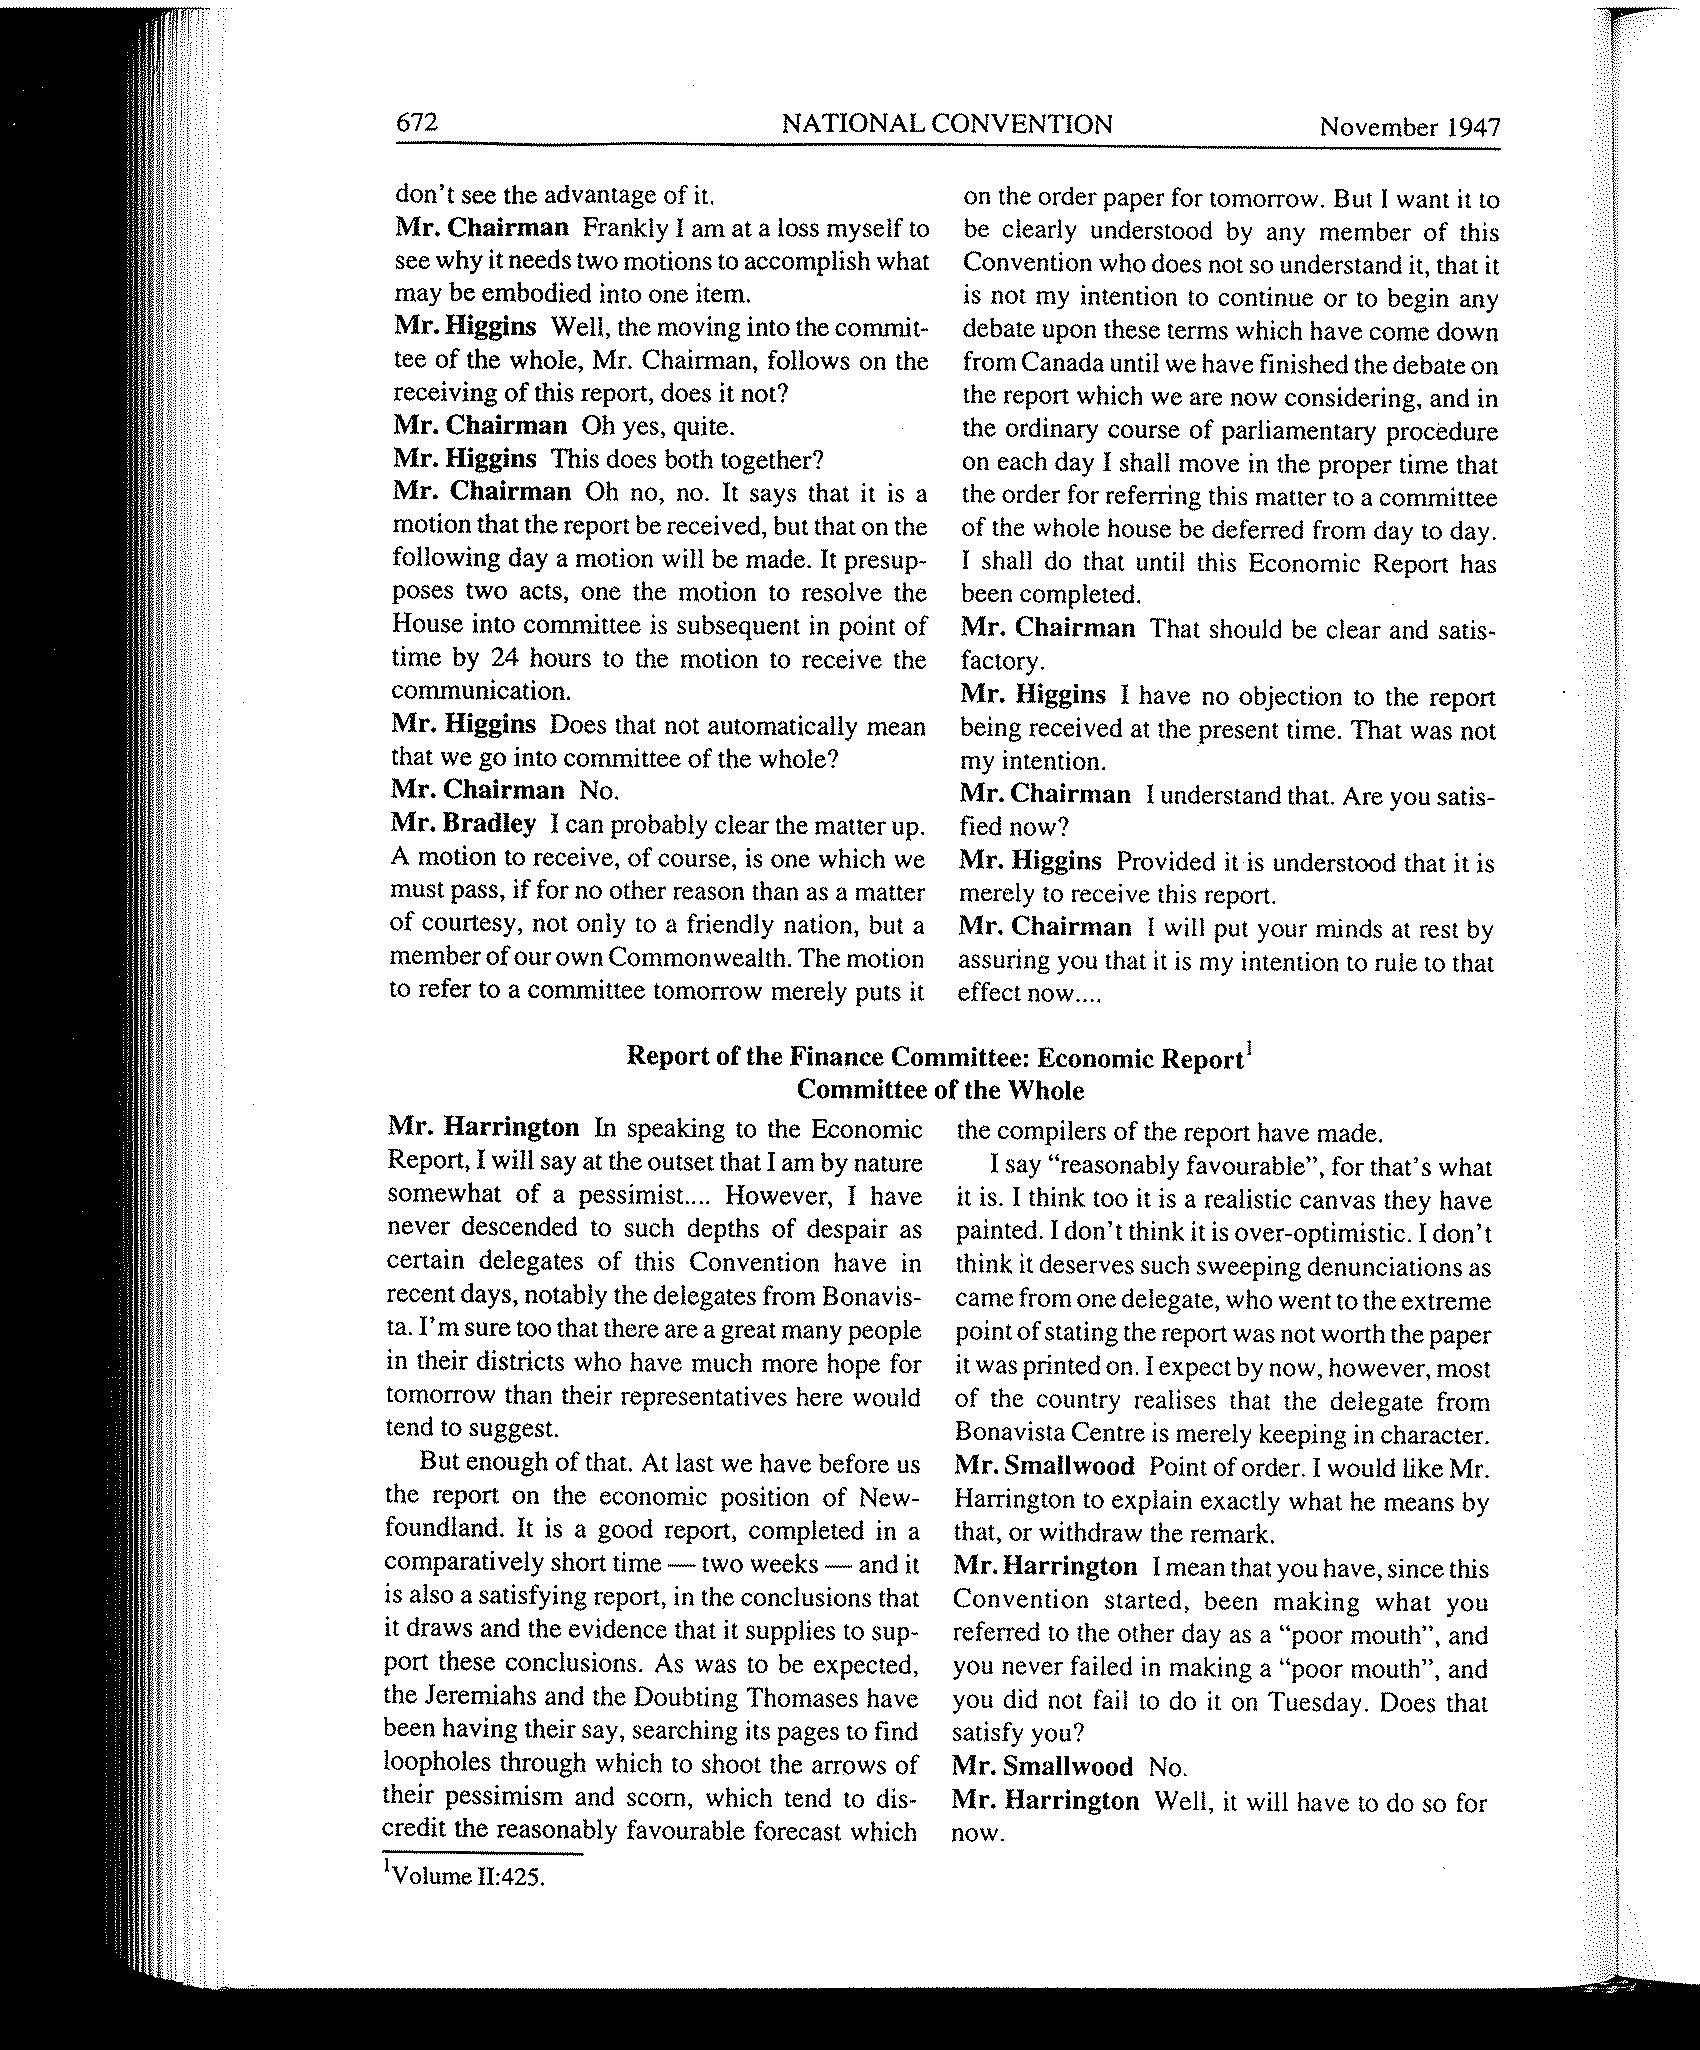 672
NATIONAL CONVENTION
November 1947
don't see the advantage of it.
Mr. Chairman Frankly I am at a loss myself to
see why it needs two motions to accomplish what
may be embodied into one item.
Mr. Higgins Well, the moving into the commit-
tee of the whole, Mr. Chairman, follows on the
receiving of this report, does it not?
Mr. Chairman Oh yes, quite.
Mr. Higgins This does both together?
Mr. Chairman Oh no, no. It says that it is a
motion that the report be received, but that on the
following day a motion will be made. It presup-
poses two acts, one the motion to resolve the
House into committee is subsequent in point of
time by 24 hours to the motion to receive the
communication.
Mr. Higgins Does that not automatically mean
that we go into committee of the whole?
Mr. Chairman No.
Mr. Bradley I can probably clear the matter up.
A motion to receive, of course, is one which we
must pass, if for no other reason than as a matter
of courtesy, not only to a friendly nation, but a
member of our own Commonwealth. The motion
to refer to a committee tomorrow merely puts it
on the order paper for tomorrow. But I want it to
be clearly understood by any member of this
Convention who does not so understand it, that it
is not my intention to continue or to begin any
debate upon these terms which have come down
from Canada until we have finished the debate on
the report which we are now considering, and in
the ordinary course of parliamentary procedure
on each day I shall move in the proper time that
the order for referring this matter to a committee
of the whole house be deferred from day to day.
I shall do that until this Economic Report has
been completed.
Mr. Chairman That should be clear and satis-
factory.
Mr. Higgins I have no objection to the report
being received at the present time. That was not
my intention.
Mr. Chairman I understand that. Are you satis-
fied now?
Mr. Higgins Provided it is understood that it is
merely to receive this report.
Mr. Chairman I will put your minds at rest by
assuring you that it is my intention to rule to that
effect now....
Report of the Finance Committee: Economic Report¹
Committee of the Whole
Mr. Harrington In speaking to the Economic
Report, I will say at the outset that I am by nature
somewhat of a pessimist.... However, I have
never descended to such depths of despair as
certain delegates of this Convention have in
recent days, notably the delegates from Bonavis-
ta. I'm sure too that there are a great many people
in their districts who have much more hope for
tomorrow than their representatives here would
tend to suggest.
But enough of that. At last we have before us
the report on the economic position of New-
foundland. It is a good report, completed in a
comparatively short time — two weeks — and it
is also a satisfying report, in the conclusions that
it draws and the evidence that it supplies to sup-
port these conclusions. As was to be expected,
the Jeremiahs and the Doubting Thomases have
been having their say, searching its pages to find
loopholes through which to shoot the arrows of
their pessimism and scorn, which tend to dis-
credit the reasonably favourable forecast which
the compilers of the report have made.
I say “reasonably favourable”, for that's what
it is. I think too it is a realistic canvas they have
painted. I don't think it is over-optimistic. I don't
think it deserves such sweeping denunciations as
came from one delegate, who went to the extreme
point of stating the report was not worth the paper
it was printed on. I expect by now, however, most
of the country realises that the delegate from
Bonavista Centre is merely keeping in character.
Mr. Smallwood Point of order. I would like Mr.
Harrington to explain exactly what he means by
that, or withdraw the remark.
Mr. Harrington I mean that you have, since this
Convention started, been making what you
referred to the other day as a “poor mouth”, and
you never failed in making a “poor mouth”, and
you did not fail to do it on Tuesday. Does that
satisfy you?
Mr. Smallwood No.
Mr. Harrington Well, it will have to do so for
now.
¹Volume II:425.